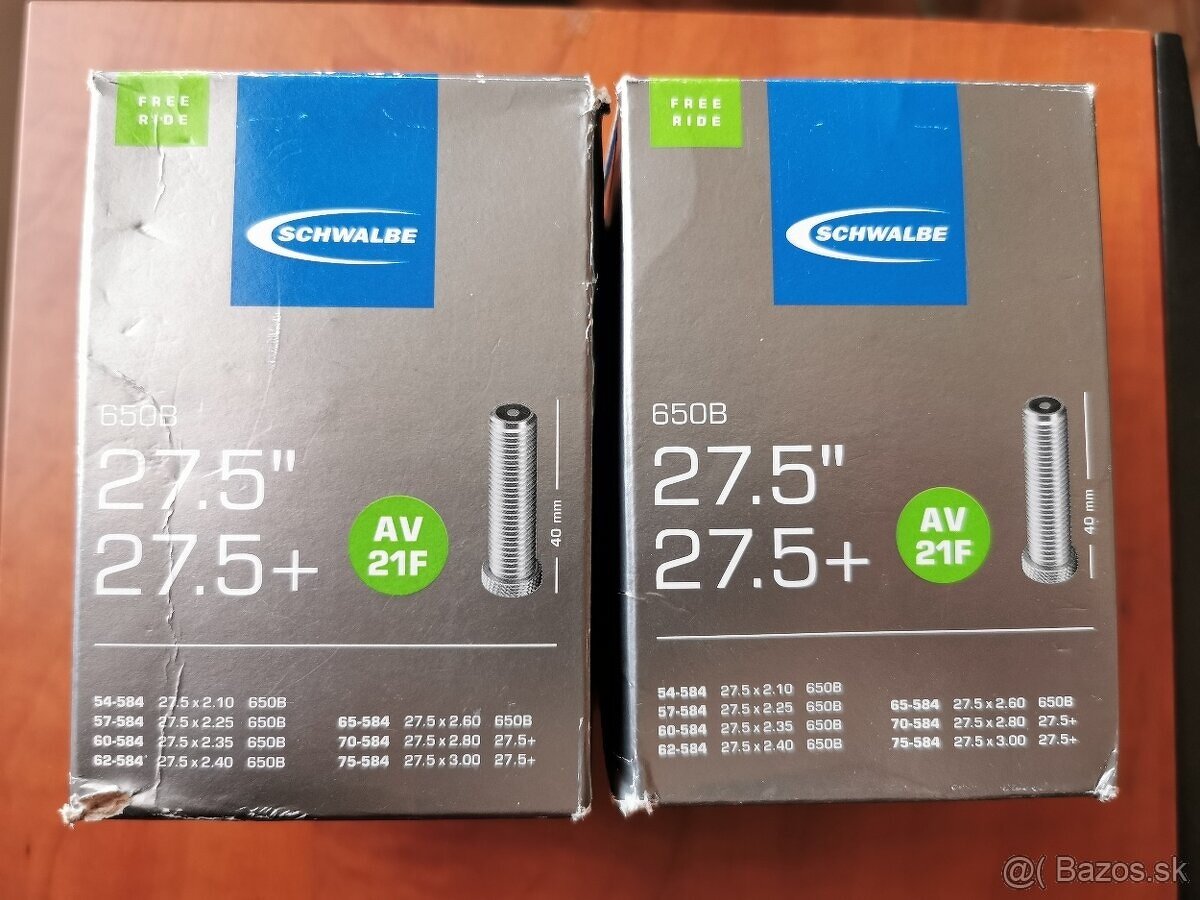 FREE
RIDE
SCHWALBE
650B
27.5"
27.5+
AV
21F
40 mm
54-584 27.5 x 2.10 650B
57-584 27.5 x 2.25 650B
60-584 27.5 x 2.35 650B
62-584 27.5 x 2.40 650B
65-584 27.5 x 2.60 650B
70-584 27.5 x 2.80 27.5+
75-584 27.5 x 3.00 27.5+
FREE
RIDE
SCHWALBE
650B
27.5"
27.5+
AV
21F
40 mm
54-584 27.5 x 2.10 650B
57-584 27.5 x 2.25 650B
60-584 27.5 x 2.35 650B
62-584 27.5 x 2.40 650B
65-584 27.5 x 2.60 650B
70-584 27.5 x 2.80 27.5+
75-584 27.5 x 3.00 27.5+
@( Bazos.sk